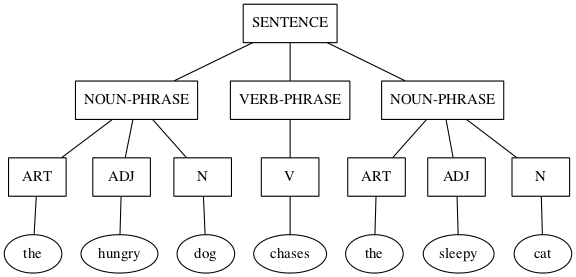 SENTENCE
NOUN-PHRASE VERB-PHRASE NOUN-PHRASE
ART ADJ N V ART ADJ N
the hungry dog chases the sleepy cat